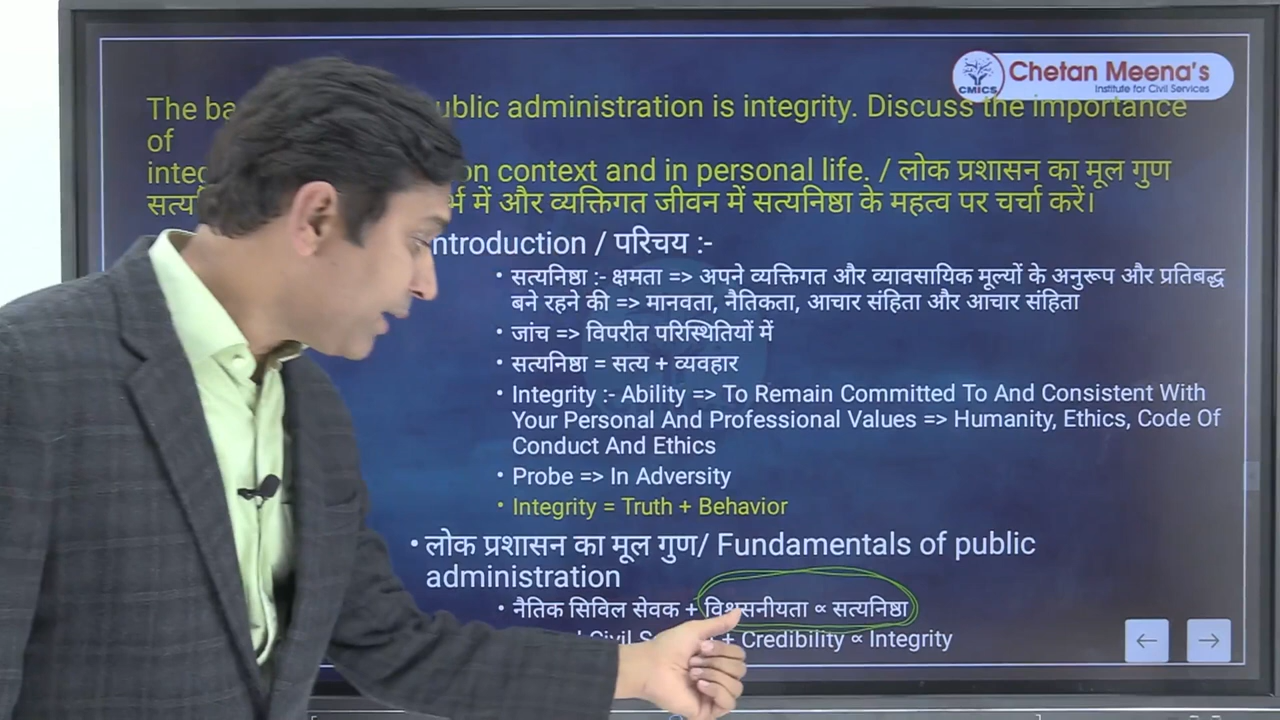 Chetan Meena's
CMICS
Institute for Civil Services
The ublic administration is integrity. Discuss the importance
of
on context and in personal life. / लोक प्रशासन का मूल गुण
में और व्यक्तिगत जीवन में सत्यनिष्ठा के महत्व पर चर्चा करें।
ntroduction / परिचय :-
• सत्यनिष्ठा :- क्षमता => अपने व्यक्तिगत और व्यावसायिक मूल्यों के अनुरूप और प्रतिबद्ध
बने रहने की => मानवता, नैतिकता, आचार संहिता और आचार संहिता
• जांच => विपरीत परिस्थितियों में
• सत्यनिष्ठा = सत्य + व्यवहार
• Integrity :- Ability => To Remain Committed To And Consistent With
Your Personal And Professional Values => Humanity, Ethics, Code Of
Conduct And Ethics
• Probe => In Adversity
• Integrity = Truth + Behavior
• लोक प्रशासन का मूल गुण/ Fundamentals of public
administration
• नैतिक सिविल सेवक + विश्वसनीयता ∝ सत्यनिष्ठा
Civil + Credibility ∝ Integrity